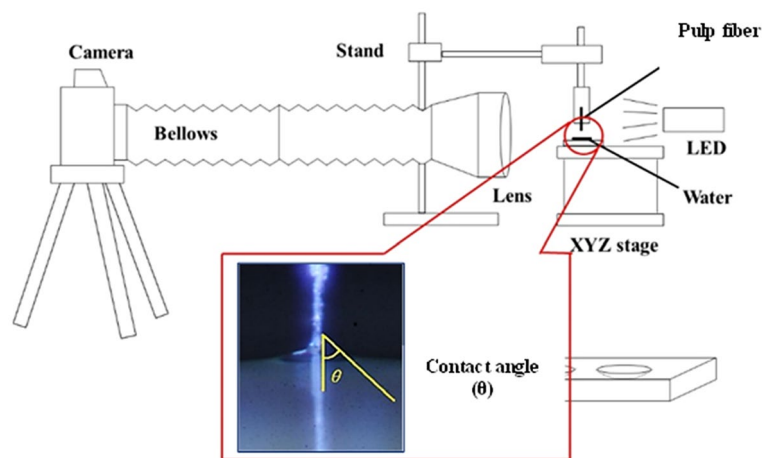 Pulp fiber
Camera
Stand
Bellows
LED
Lens
Water
XYZ stage
θ
Contact angle
(θ)